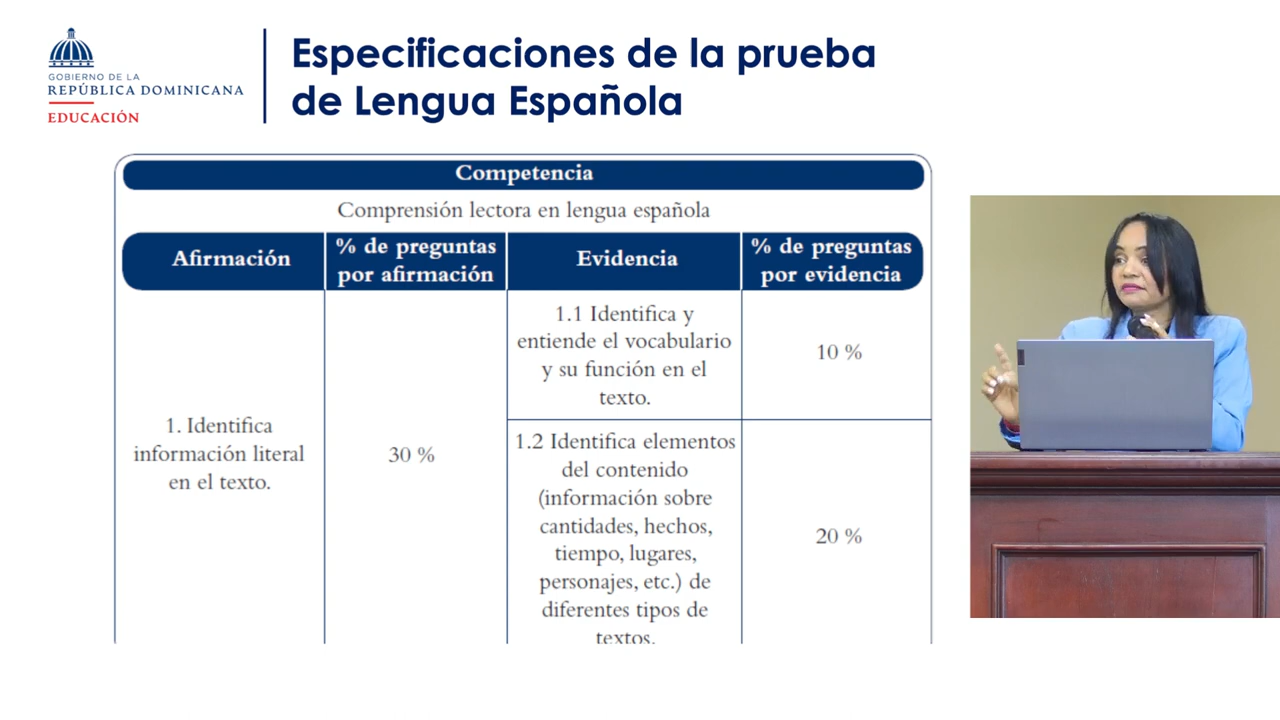 GOBIERNO DE LA
REPÚBLICA DOMINICANA
EDUCACIÓN
Especificaciones de la prueba
de Lengua Española
Competencia
Comprensión lectora en lengua española
Afirmación
% de preguntas
por afirmación
Evidencia
% de preguntas
por evidencia
1. Identifica
información literal
en el texto.
30 %
1.1 Identifica y
entiende el vocabulario
y su función en el
texto.
10 %
1.2 Identifica elementos
del contenido
(información sobre
cantidades, hechos,
tiempo, lugares,
personajes, etc.) de
diferentes tipos de
textos.
20 %